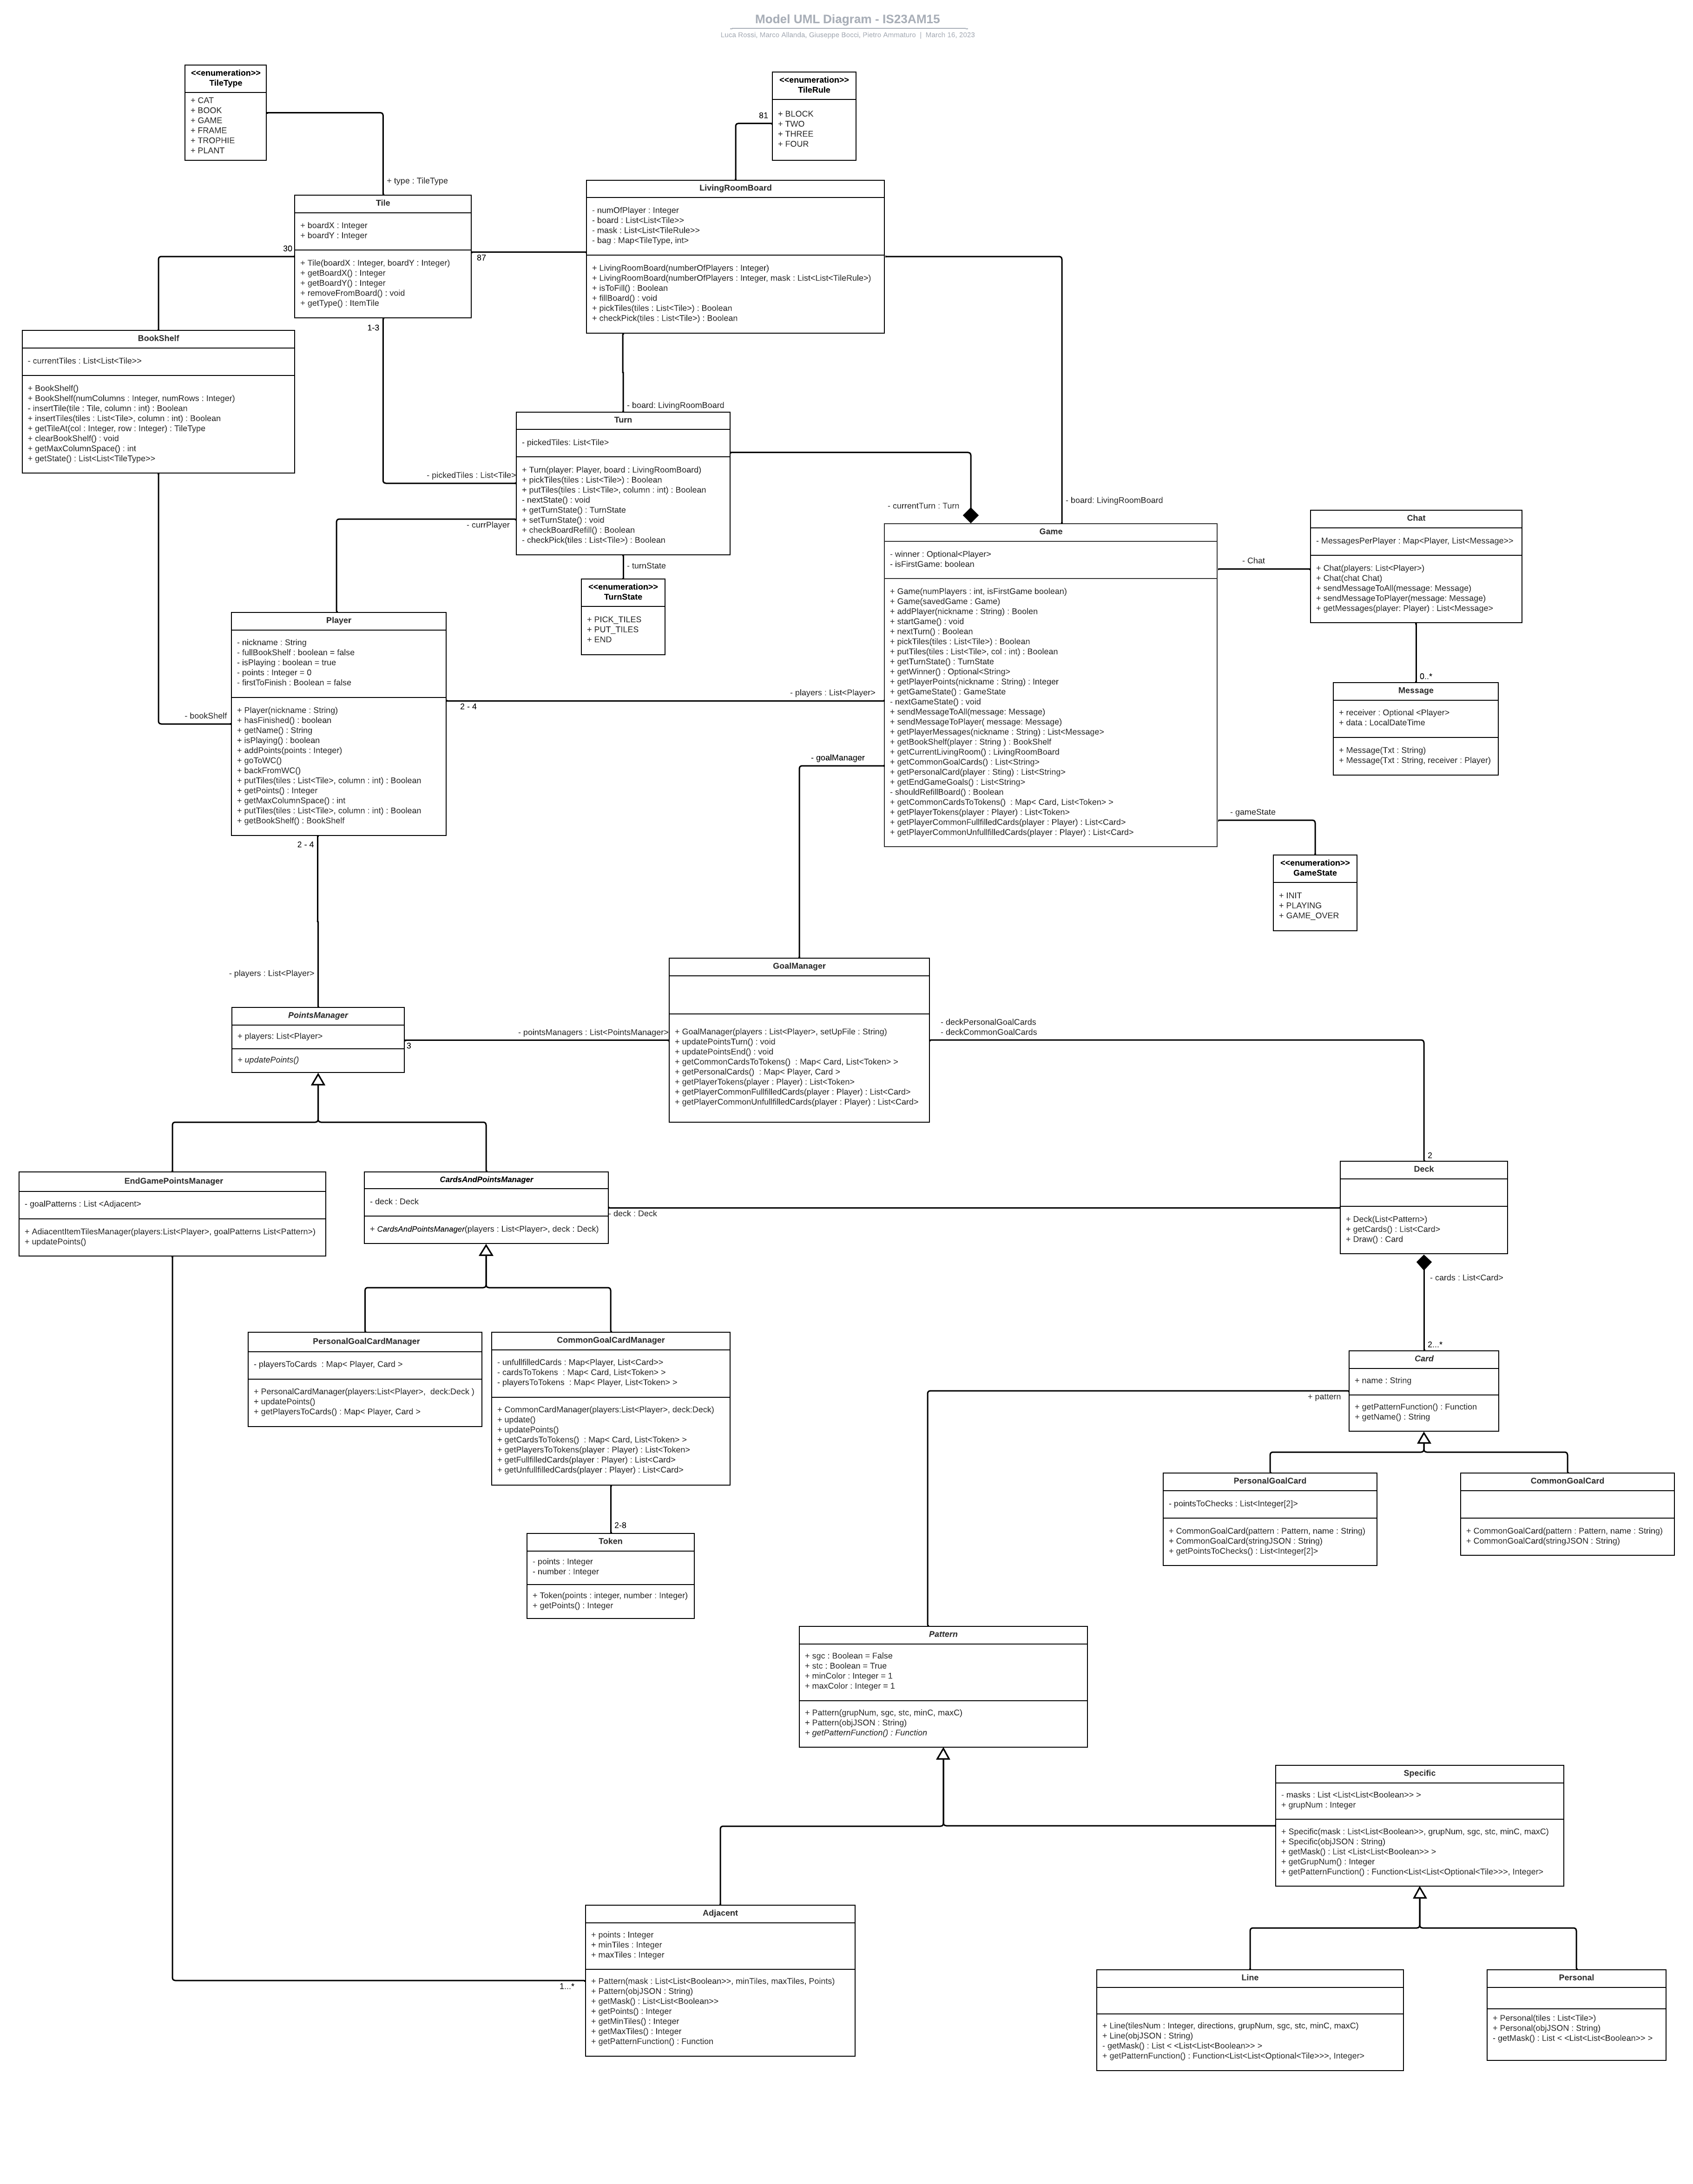 Model UML Diagram - IS23AM15
Luca Rossi, Marco Allanda, Giuseppe Bocci, Pietro Ammaturo | March 16, 2023
<<enumeration>>
TileType
+ CAT
+ BOOK
+ GAME
+ FRAME
+ TROPHIE
+ PLANT
<<enumeration>>
TileRule
+ BLOCK
+ TWO
+ THREE
+ FOUR
81
+ type : TileType
Tile
+ boardX : Integer
+ boardY : Integer
+ Tile(boardX : Integer, boardY : Integer)
+ getBoardX() : Integer
+ getBoardY() : Integer
+ removeFromBoard() : void
+ getType() : ItemTile
30
87
1-3
LivingRoomBoard
- numOfPlayer : Integer
- board : List<List<Tile>>
- mask : List<List<TileRule>>
- bag : Map<TileType, int>
+ LivingRoomBoard(numberOfPlayers : Integer)
+ LivingRoomBoard(numberOfPlayers : Integer, mask : List<List<TileRule>)
+ isToFill() : Boolean
+ fillBoard() : void
+ pickTiles(tiles : List<Tile>) : Boolean
+ checkPick(tiles : List<Tile>) : Boolean
BookShelf
- currentTiles : List<List<Tile>>
+ BookShelf()
+ BookShelf(numColumns : Integer, numRows : Integer)
- insertTile(tile : Tile, column : int) : Boolean
+ insertTiles(tiles : List<Tile>, column : int) : Boolean
+ getTileAt(col : Integer, row : Integer) : TileType
+ clearBookShelf() : void
+ getMaxColumnSpace() : int
+ getState() : List<List<TileType>>
- board: LivingRoomBoard
Turn
- pickedTiles: List<Tile>
+ Turn(player: Player, board : LivingRoomBoard)
+ pickTiles(tiles : List<Tile>) : Boolean
+ putTiles(tiles : List<Tile>, column : int) : Boolean
- nextState() : void
+ getTurnState() : TurnState
+ setTurnState() : void
+ checkBoardRefill() : Boolean
- checkPick(tiles : List<Tile>) : Boolean
- pickedTiles : List<Tile>
- currPlayer
- turnState
<<enumeration>>
TurnState
+ PICK_TILES
+ PUT_TILES
+ END
- currentTurn : Turn
- board : LivingRoomBoard
Game
- winner : Optional<Player>
- isFirstGame: boolean
+ Game(numPlayers : int, isFirstGame boolean)
+ Game(savedGame : Game)
+ addPlayer(nickname : String) : Boolen
+ startGame() : void
+ nextTurn() : Boolean
+ pickTiles(tiles : List<Tile>) : Boolean
+ putTiles(tiles : List<Tile>, col : int) : Boolean
+ getTurnState() : TurnState
+ getWinner() : Optional<String>
+ getPlayerPoints(nickname : String) : Integer
+ getGameState() : GameState
- nextGameState() : void
+ sendMessageToAll(message: Message)
+ sendMessageToPlayer( message: Message)
+ getPlayerMessages(nickname : String) : List<Message>
+ getBookShelf(player : String ) : BookShelf
+ getCurrentLivingRoom() : LivingRoomBoard
+ getCommonGoalCards() : List<String>
+ getPersonalCard(player : Sting) : List<String>
+ getEndGameGoals() : List<String>
- shouldRefillBoard() : Boolean
+ getCommonCardsToTokens() : Map< Card, List<Token> >
+ getPlayerTokens(player : Player) : List<Token>
+ getPlayerCommonFullfilledCards(player : Player) : List<Card>
+ getPlayerCommonUnfullfilledCards(player : Player) : List<Card>
- Chat
Chat
- MessagesPerPlayer : Map<Player, List<Message>>
+ Chat(players: List<Player>)
+ Chat(chat Chat)
+ sendMessageToAll(message: Message)
+ sendMessageToPlayer(message: Message)
+ getMessages(player: Player) : List<Message>
0..*
Message
+ receiver : Optional <Player>
+ data : LocalDateTime
+ Message(Txt : String)
+ Message(Txt : String, receiver : Player)
Player
- nickname : String
- fullBookShelf : boolean = false
- isPlaying : boolean = true
- points : Integer = 0
- firstToFinish : Boolean = false
+ Player(nickname : String)
+ hasFinished() : boolean
+ getName() : String
+ isPlaying() : boolean
+ addPoints(points : Integer)
+ goToWC()
+ backFromWC()
+ putTiles(tiles : List<Tile>, column : int) : Boolean
+ getPoints() : Integer
+ getMaxColumnSpace() : int
+ putTiles(tiles : List<Tile>, column : int) : Boolean
+ getBookShelf() : BookShelf
- bookShelf
- players : List<Player>
2 - 4
- goalManager
- gameState
<<enumeration>>
GameState
+ INIT
+ PLAYING
+ GAME_OVER
2 - 4
- players : List<Player>
PointsManager
+ players: List<Player>
+ updatePoints()
3
- pointsManagers : List<PointsManager>
GoalManager
+ GoalManager(players : List<Player>, setUpFile : String)
+ updatePointsTurn() : void
+ updatePointsEnd() : void
+ getCommonCardsToTokens() : Map< Card, List<Token> >
+ getPersonalCards() : Map< Player, Card >
+ getPlayerTokens(player : Player) : List<Token>
+ getPlayerCommonFullfilledCards(player : Player) : List<Card>
+ getPlayerCommonUnfullfilledCards(player : Player) : List<Card>
- deckPersonalGoalCards
- deckCommonGoalCards
2
Deck
+ Deck(List<Pattern>)
+ getCards() : List<Card>
+ Draw() : Card
EndGamePointsManager
- goalPatterns : List <Adjacent>
+ AdiacentItemTilesManager(players:List<Player>, goalPatterns List<Pattern>)
+ updatePoints()
CardsAndPointsManager
- deck : Deck
+ CardsAndPointsManager(players : List<Player>, deck : Deck)
- deck : Deck
- cards : List<Card>
2...*
PersonalGoalCardManager
- playersToCards : Map< Player, Card >
+ PersonalCardManager(players:List<Player>, deck:Deck )
+ updatePoints()
+ getPlayersToCards() : Map< Player, Card >
CommonGoalCardManager
- unfullfilledCards : Map<Player, List<Card>>
- cardsToTokens : Map< Card, List<Token> >
- playersToTokens : Map< Player, List<Token> >
+ CommonCardManager(players:List<Player>, deck:Deck)
+ update()
+ updatePoints()
+ getCardsToTokens() : Map< Card, List<Token> >
+ getPlayersToTokens(player : Player) : List<Token>
+ getFullfilledCards(player : Player) : List<Card>
+ getUnfullfilledCards(player : Player) : List<Card>
2-8
Token
- points : Integer
- number : Integer
+ Token(points : integer, number : Integer)
+ getPoints() : Integer
Card
+ name : String
+ getPatternFunction() : Function
+ getName() : String
+ pattern
PersonalGoalCard
- pointsToChecks : List<Integer[2]>
+ CommonGoalCard(pattern : Pattern, name : String)
+ CommonGoalCard(stringJSON : String)
+ getPointsToChecks() : List<Integer[2]>
CommonGoalCard
+ CommonGoalCard(pattern : Pattern, name : String)
+ CommonGoalCard(stringJSON : String)
Pattern
+ sgc : Boolean = False
+ stc : Boolean = True
+ minColor : Integer = 1
+ maxColor : Integer = 1
+ Pattern(grupNum, sgc, stc, minC, maxC)
+ Pattern(objJSON : String)
+ getPatternFunction() : Function
Specific
- masks : List <List<List<Boolean>> >
+ grupNum : Integer
+ Specific(mask : List<List<Boolean>>, grupNum, sgc, stc, minC, maxC)
+ Specific(objJSON : String)
+ getMask() : List <List<List<Boolean>> >
+ getGrupNum() : Integer
+ getPatternFunction() : Function<List<List<Optional<Tile>>>, Integer>
Adjacent
+ points : Integer
+ minTiles : Integer
+ maxTiles : Integer
+ Pattern(mask : List<List<Boolean>>, minTiles, maxTiles, Points)
+ Pattern(objJSON : String)
+ getMask() : List<List<Boolean>>
+ getPoints() : Integer
+ getMinTiles() : Integer
+ getMaxTiles() : Integer
+ getPatternFunction() : Function
1...*
Line
+ Line(tilesNum : Integer, directions, grupNum, sgc, stc, minC, maxC)
+ Line(objJSON : String)
- getMask() : List < <List<List<Boolean>> >
+ getPatternFunction() : Function<List<List<Optional<Tile>>>, Integer>
Personal
+ Personal(tiles : List<Tile>)
+ Personal(objJSON : String)
- getMask() : List < <List<List<Boolean>> >